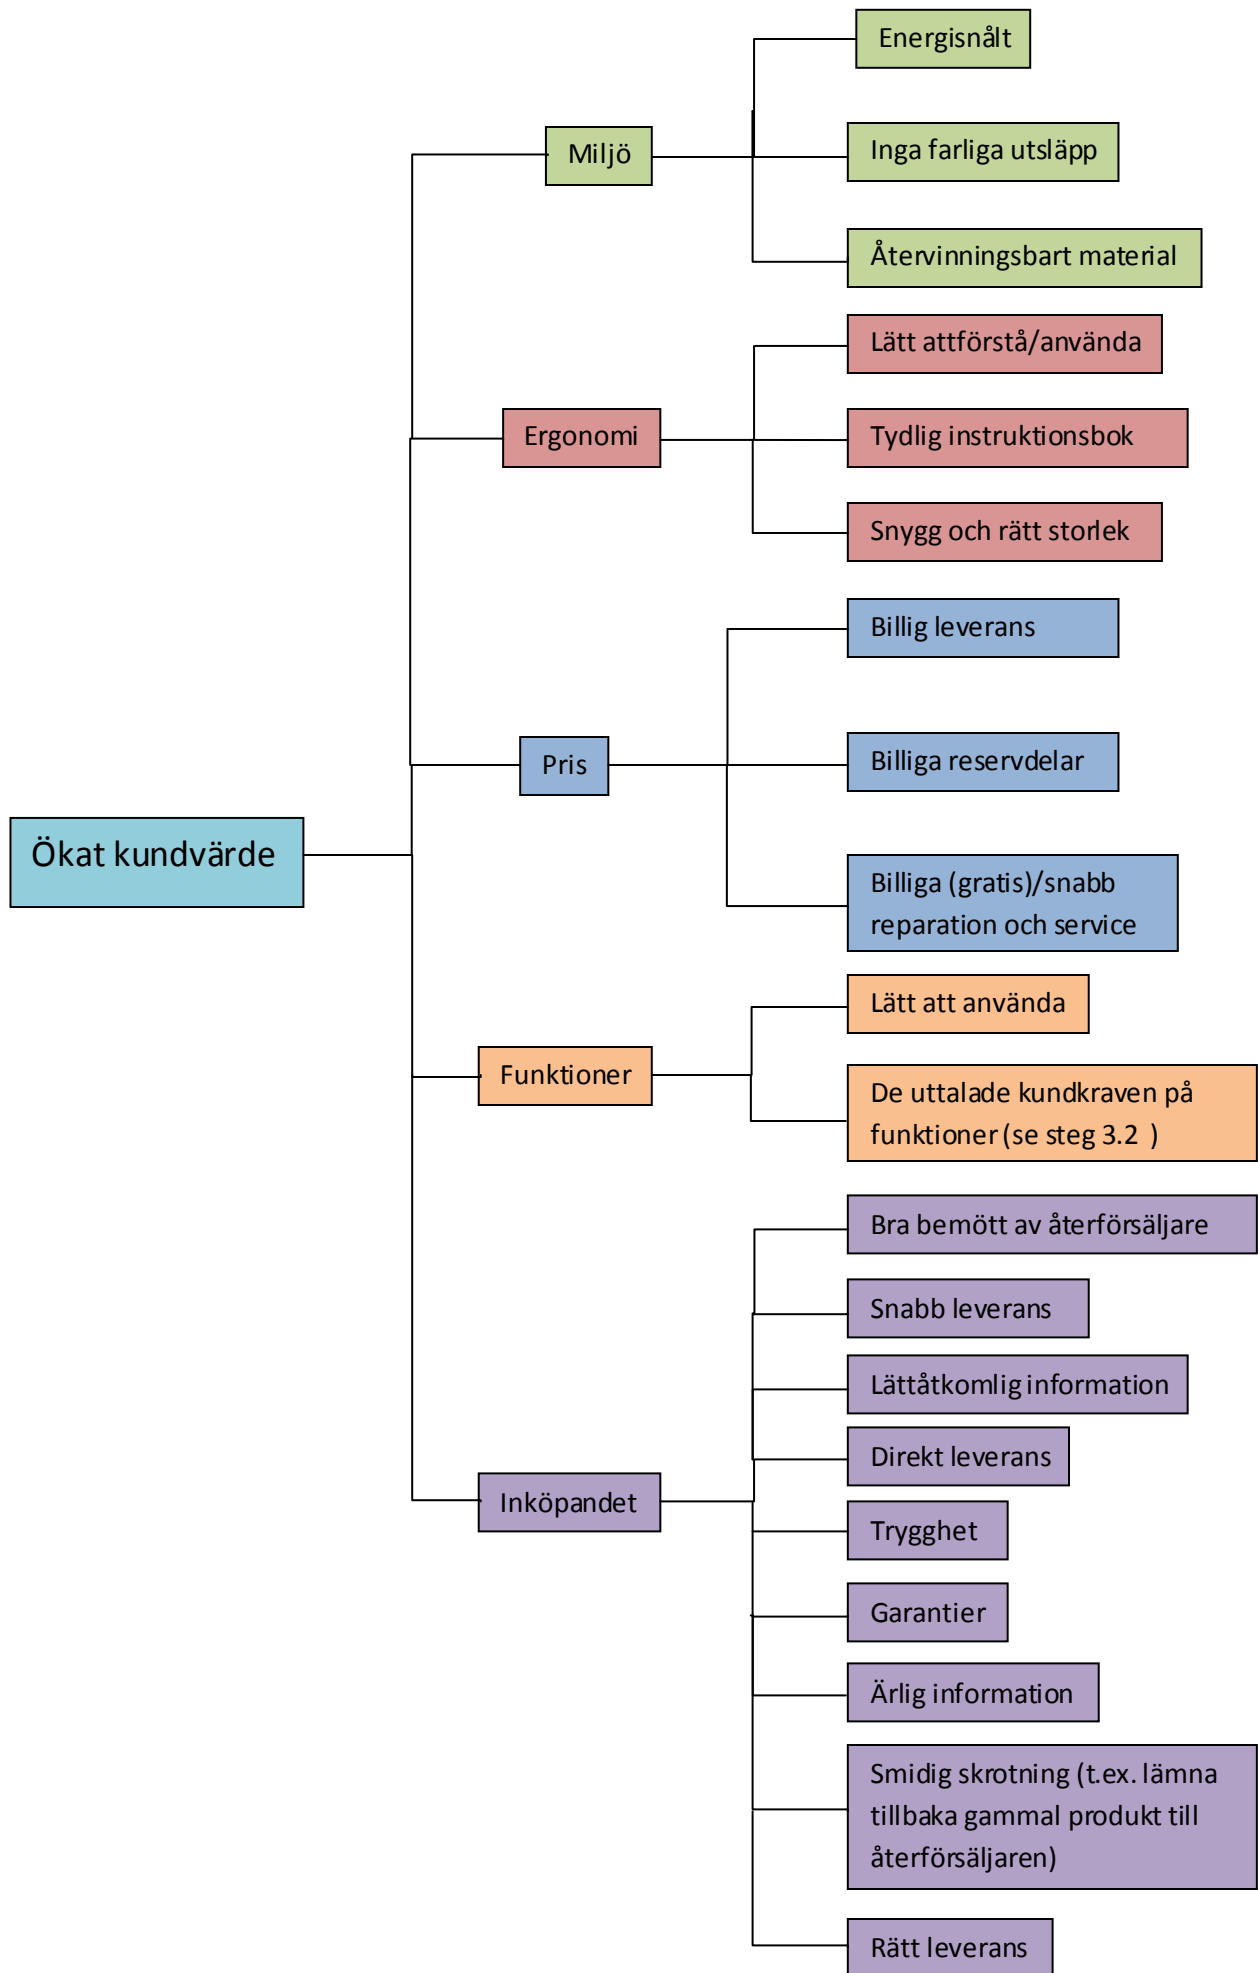 Energisnålt
Miljö
Inga farliga utsläpp
Återvinningsbart material
Lätt attförstå/använda
Ergonomi
Tydlig instruktionsbok
Snygg och rätt storlek
Billig leverans
Pris
Billiga reservdelar
Ökat kundvärde
Billiga (gratis)/snabb
reparation och service
Lätt att använda
Funktioner
De uttalade kundkraven på
funktioner (se steg 3.2 )
Bra bemött av återförsäljare
Snabb leverans
Lättåtkomlig information
Direkt leverans
Inköpandet
Trygghet
Garantier
Ärlig information
Smidig skrotning (t.ex. lämna
tillbaka gammal produkt till
återförsäljaren)
Rätt leverans